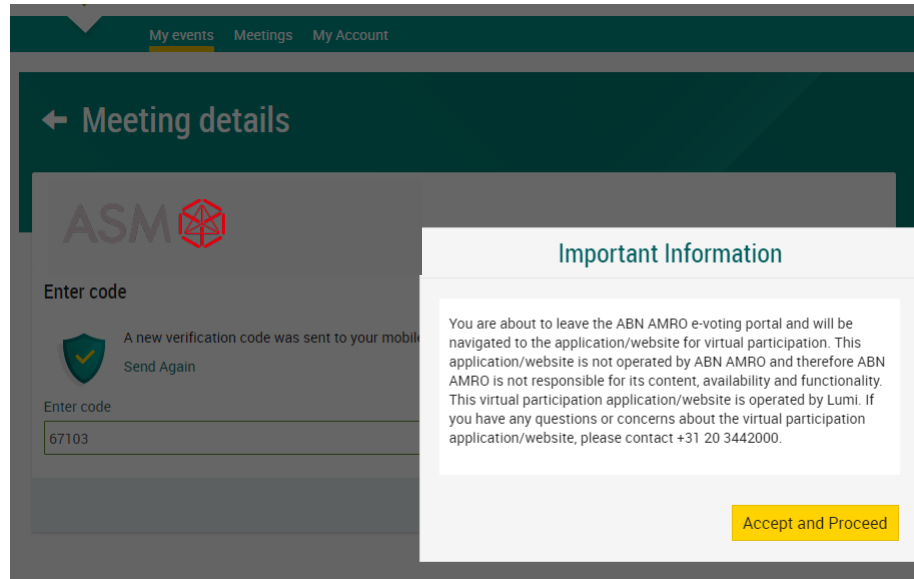 My events Meetings My Account
Meeting details
ASM
Important Information
Enter code
A new verification code was sent to your mobile
Send Again
Enter code
67103
You are about to leave the ABN AMRO e-voting portal and will be
navigated to the application/website for virtual participation. This
application/website is not operated by ABN AMRO and therefore ABN
AMRO is not responsible for its content, availability and functionality.
This virtual participation application/website is operated by Lumi. If
you have any questions or concerns about the virtual participation
application/website, please contact +31 20 3442000.
Accept and Proceed